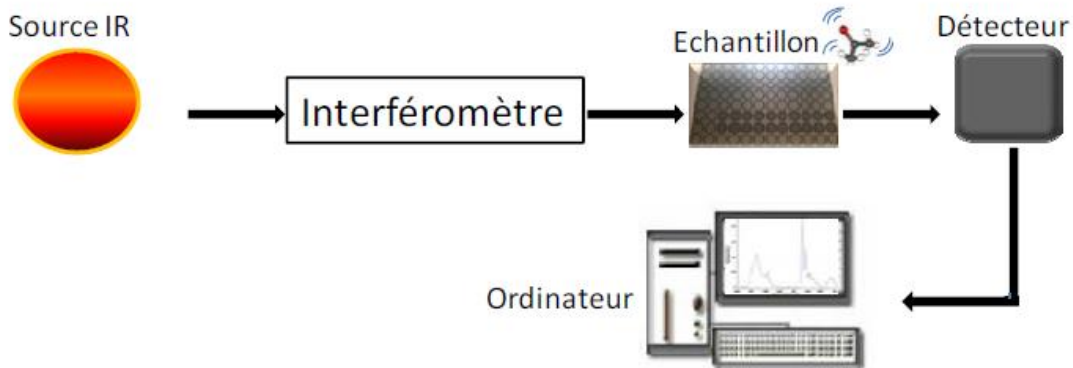 Source IR
Interféromètre
Echantillon
Détecteur
Ordinateur